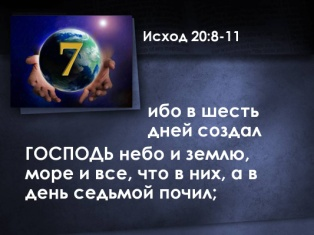 Исход 20:8-11
7
ибо в шесть
дней создал
ГОСПОДЬ небо и землю,
море и все, что в них, а в
день седьмой почил;